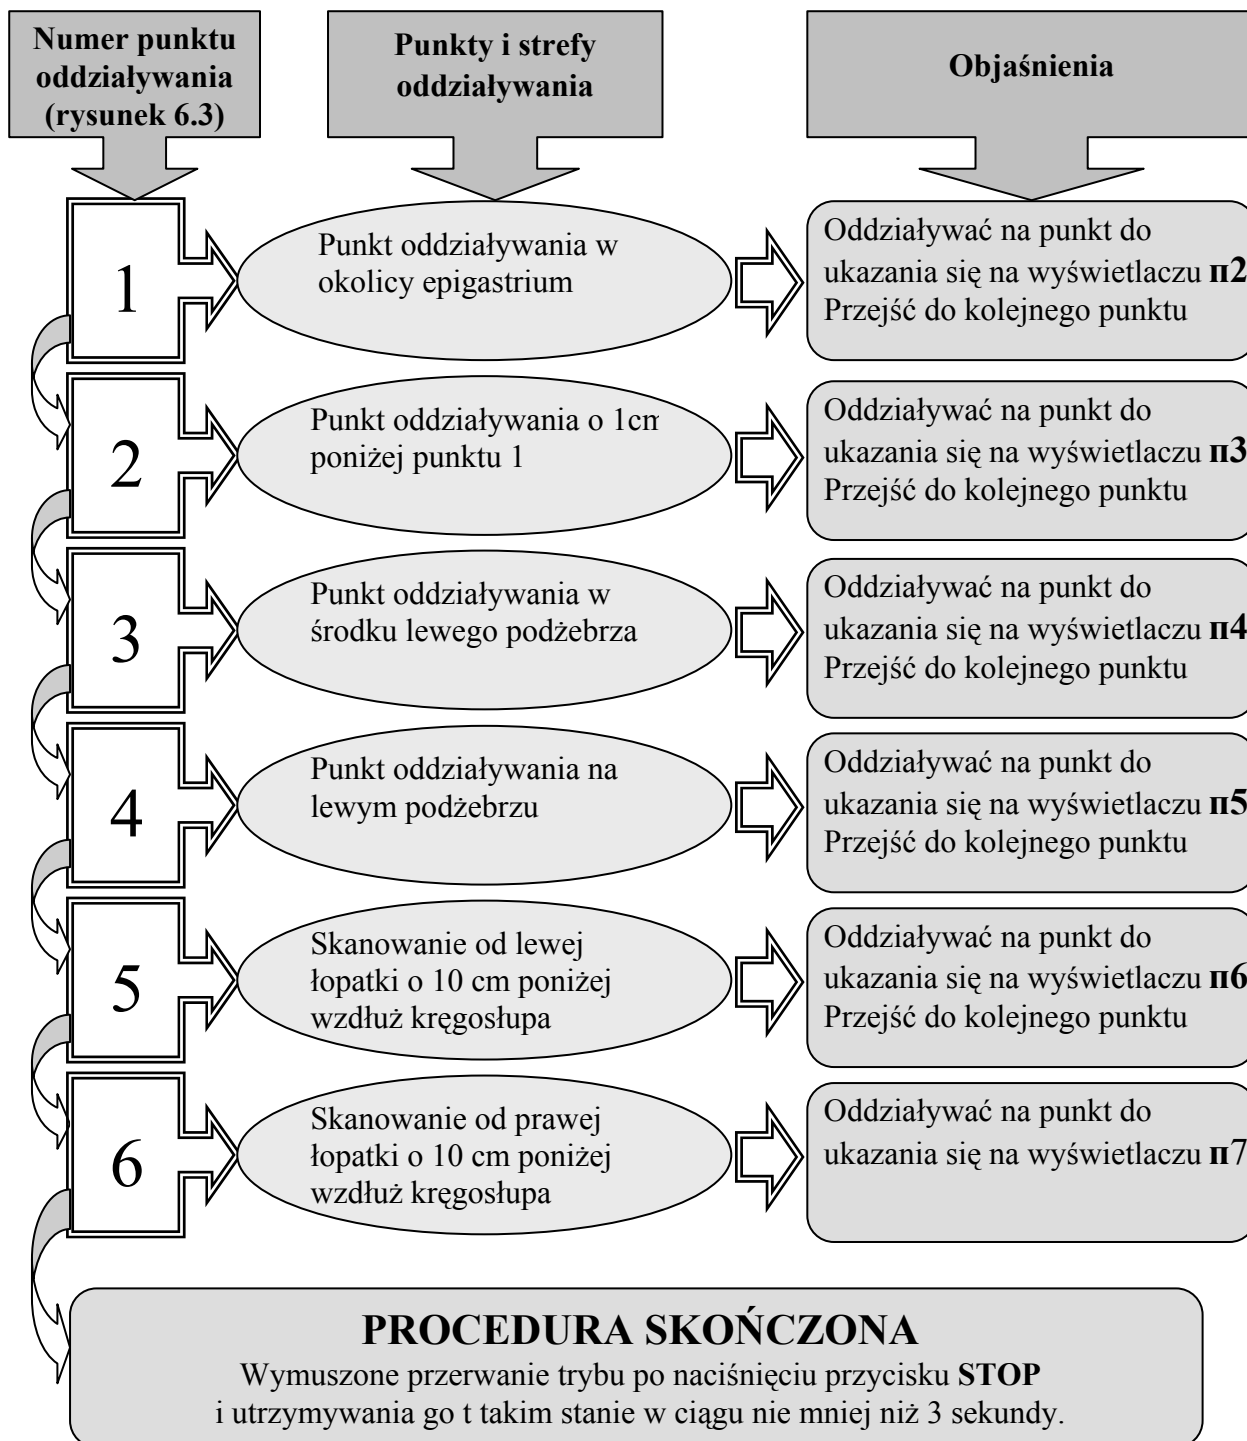 Numer punktu
oddziaływania
(rysunek 6.3)
Punkty i strefy
oddziaływania
Objaśnienia
1
Punkt oddziaływania w
okolicy epigastrium
Oddziaływać na punkt do
ukazania się na wyświetlaczu п2
Przejść do kolejnego punktu
2
Punkt oddziaływania o 1cm
poniżej punktu 1
Oddziaływać na punkt do
ukazania się na wyświetlaczu п3
Przejść do kolejnego punktu
3
Punkt oddziaływania w
środku lewego podżebrza
Oddziaływać na punkt do
ukazania się na wyświetlaczu п4
Przejść do kolejnego punktu
4
Punkt oddziaływania na
lewym podżebrzu
Oddziaływać na punkt do
ukazania się na wyświetlaczu п5
Przejść do kolejnego punktu
5
Skanowanie od lewej
łopatki o 10 cm poniżej
wzdłuż kręgosłupa
Oddziaływać na punkt do
ukazania się na wyświetlaczu п6
Przejść do kolejnego punktu
6
Skanowanie od prawej
łopatki o 10 cm poniżej
wzdłuż kręgosłupa
Oddziaływać na punkt do
ukazania się na wyświetlaczu п7
PROCEDURA SKOŃCZONA
Wymuszone przerwanie trybu po naciśnięciu przycisku STOP
i utrzymywania go t takim stanie w ciągu nie mniej niż 3 sekundy.